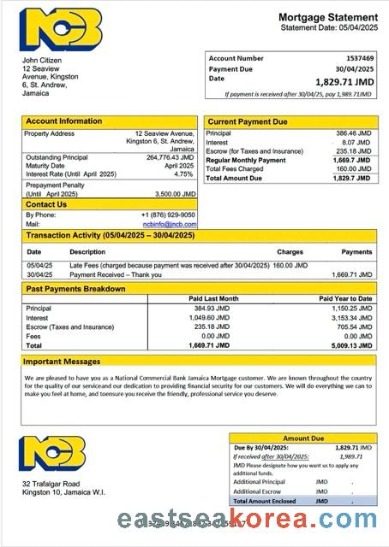 NCB
Mortgage Statement
Statement Date: 05/04/2025
John Citizen
12 Seaview
Avenue, Kingston
6, St. Andrew,
Jamaica
Account Number 1537469
Payment Due 30/04/2025
Date
1,829.71 JMD
If payment is received after 30/04/25, pay 1,989.71JMD
Account Information
Property Address 12 Seaview Avenue,
Kingston 6, St. Andrew,
Jamaica
Outstanding Principal 264,776.43 JMD
Maturity Date April 2025
Interest Rate (Until April 2025) 4.75%
Prepayment Penalty
(Until April 2025) 3,500.00 JMD
Contact Us
By Phone: +1 (876) 929-9050
Mail: ncbinfo@jncb.com
Current Payment Due
Principal 386.46 JMD
Interest 8.07 JMD
Escrow (for Taxes and Insurance) 235.18 JMD
Regular Monthly Payment 1,669.7 JMD
Total Fees Charged 160.00 JMD
Total Amount Due 1,829.7 JMD
Transaction Activity (05/04/2025 – 30/04/2025)
Date Description Charges Payments
05/04/25 Late Fees (charged because payment was received after 30/04/2025) 160.00 JMD
30/04/25 Payment Received – Thank you 1,669.71 JMD
Past Payments Breakdown
Paid Last Month Paid Year to Date
Principal 384.93 JMD 1,150.25 JMD
Interest 1,049.60 JMD 3,153.34 JMD
Escrow (Taxes and Insurance) 235.18 JMD 705.54 JMD
Fees 0.00 JMD 0.00 JMD
Total 1,669.71 JMD 5,009.13 JMD
Important Messages
We are pleased to have you as a National Commercial Bank Jamaica Mortgage customer. We are known throughout the country
for the quality of our serviceand our dedication to providing financial security for our customers. We will do everything we can to
make you feel at home, and toensure you receive the friendly, professional service you deserve.
NCB
32 Trafalgar Road
Kingston 10, Jamaica W.I.
Amount Due
Due By 30/04/2025: 1,829.71 JMD
If received after 30/04/2025: 1,989.71
JMD Please designate how you want us to apply any
additional funds.
Additional Principal JMD .
Additional Escrow JMD .
Total Amount Enclosed JMD .
eastseakorea.com